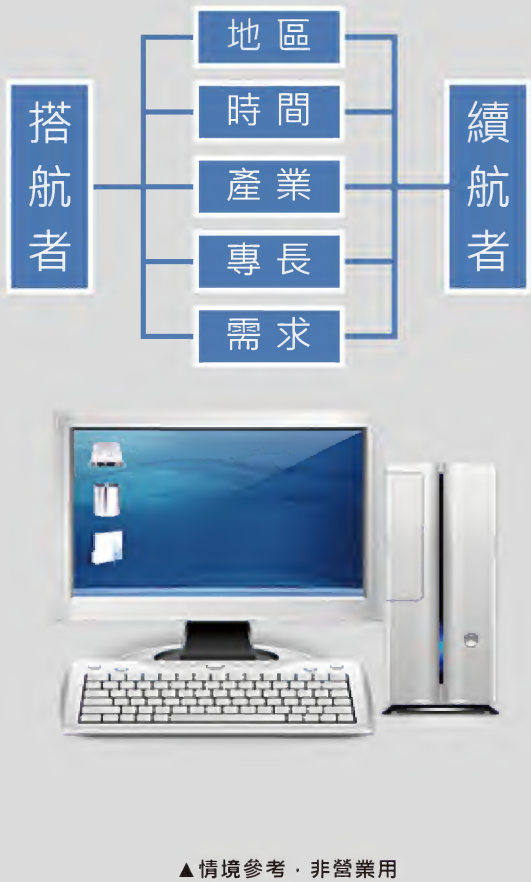 搭航者
地區
時間
產業
專長
需求
續航者
▲情境參考．非營業用